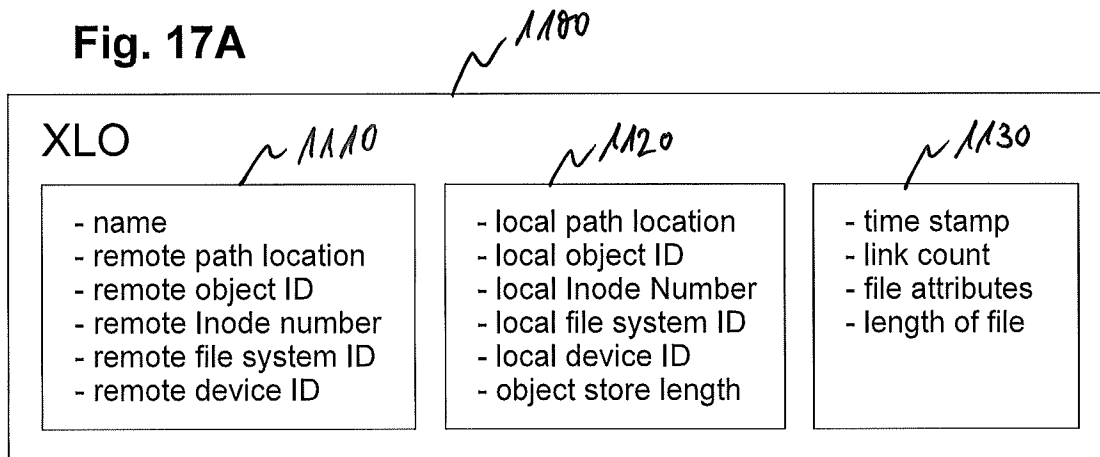 Fig. 17A
1100
XLO
1110
1120
1130
- name
- remote path location
- remote object ID
- remote Inode number
- remote file system ID
- remote device ID
- local path location
- local object ID
- local Inode Number
- local file system ID
- local device ID
- object store length
- time stamp
- link count
- file attributes
- length of file